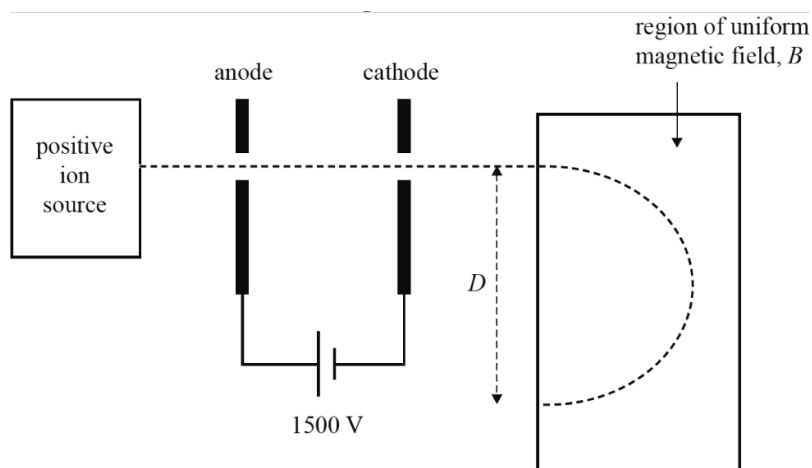 region of uniform
magnetic field, B
anode
cathode
positive
ion
source
D
1500 V